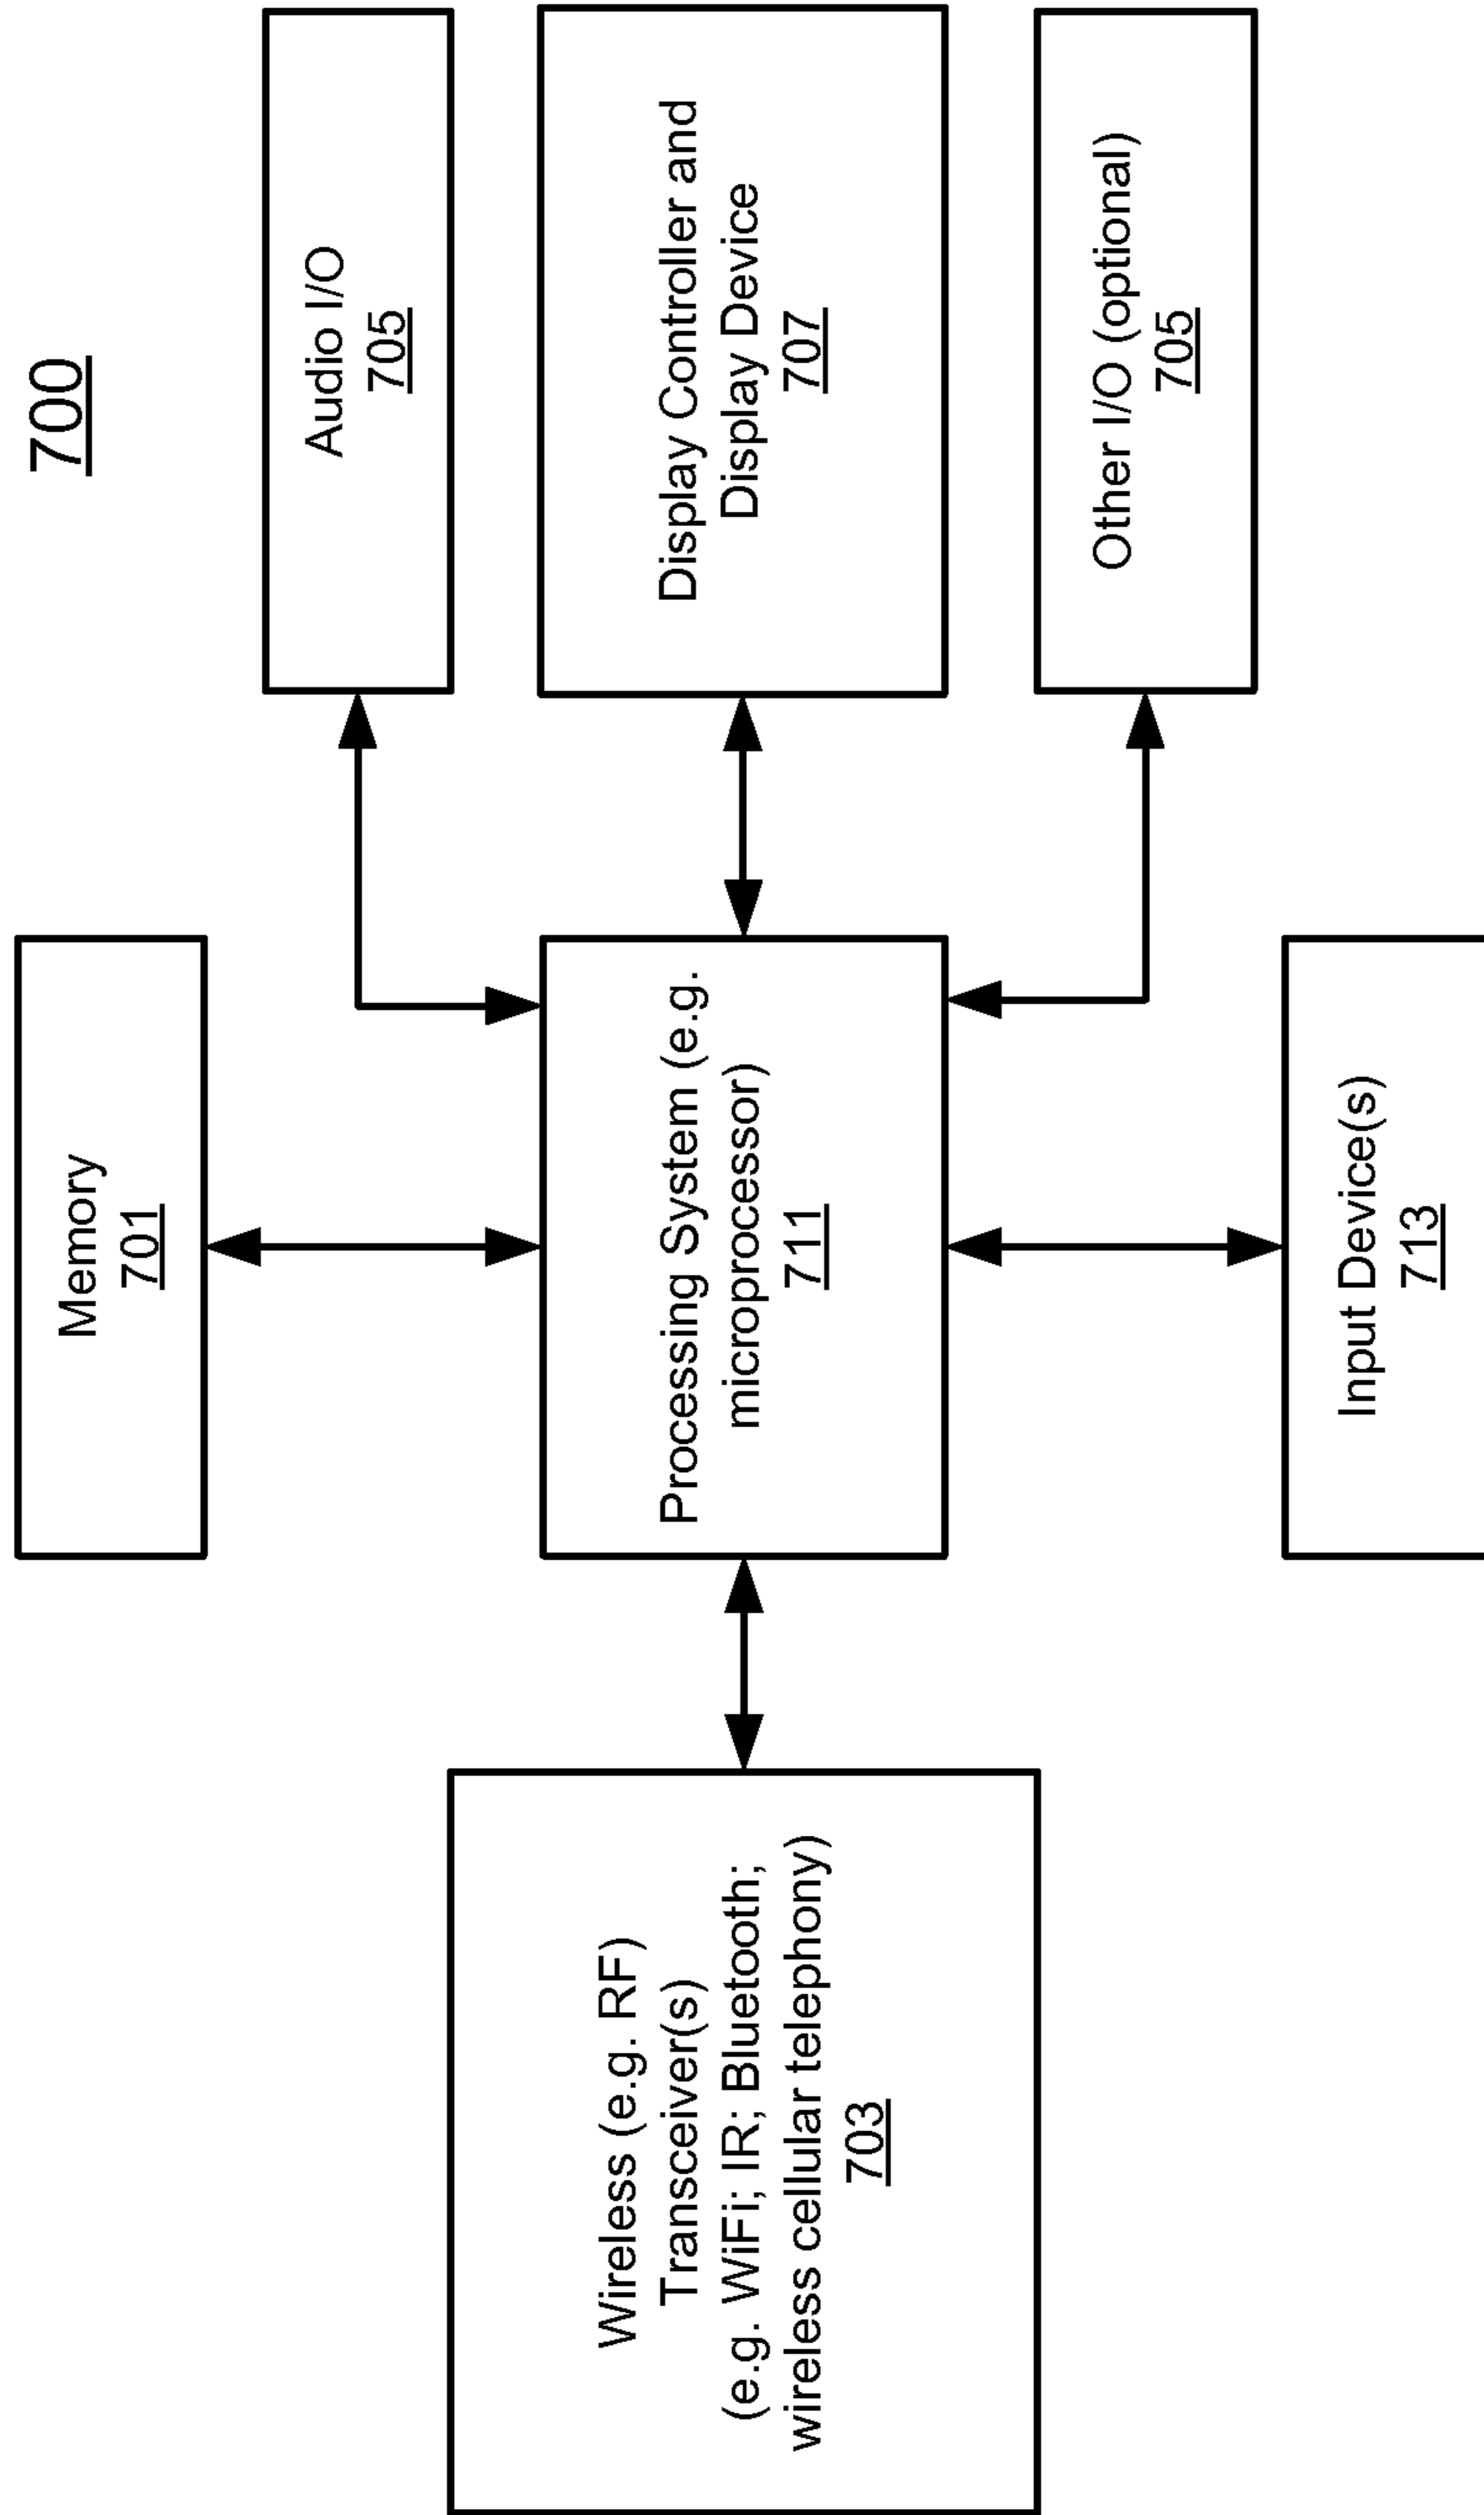 700
Memory
701
Audio I/O
705
Wireless (e.g. RF)
Transceiver(s)
(e.g. WiFi; IR; Bluetooth;
wireless cellular telephony)
703
Processing System (e.g.
microprocessor)
711
Display Controller and
Display Device
707
Other I/O (optional)
705
Input Device(s)
713